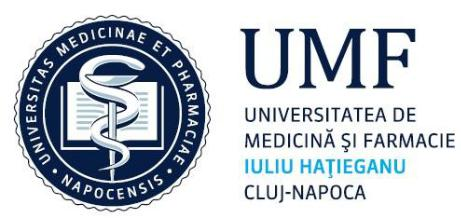 UNIVERSITAS MEDICINAE ET PHARMACIAE
NAPOCENSIS
UMF
UNIVERSITATEA DE
MEDICINĂ ŞI FARMACIE
IULIU HAŢIEGANU
CLUJ-NAPOCA